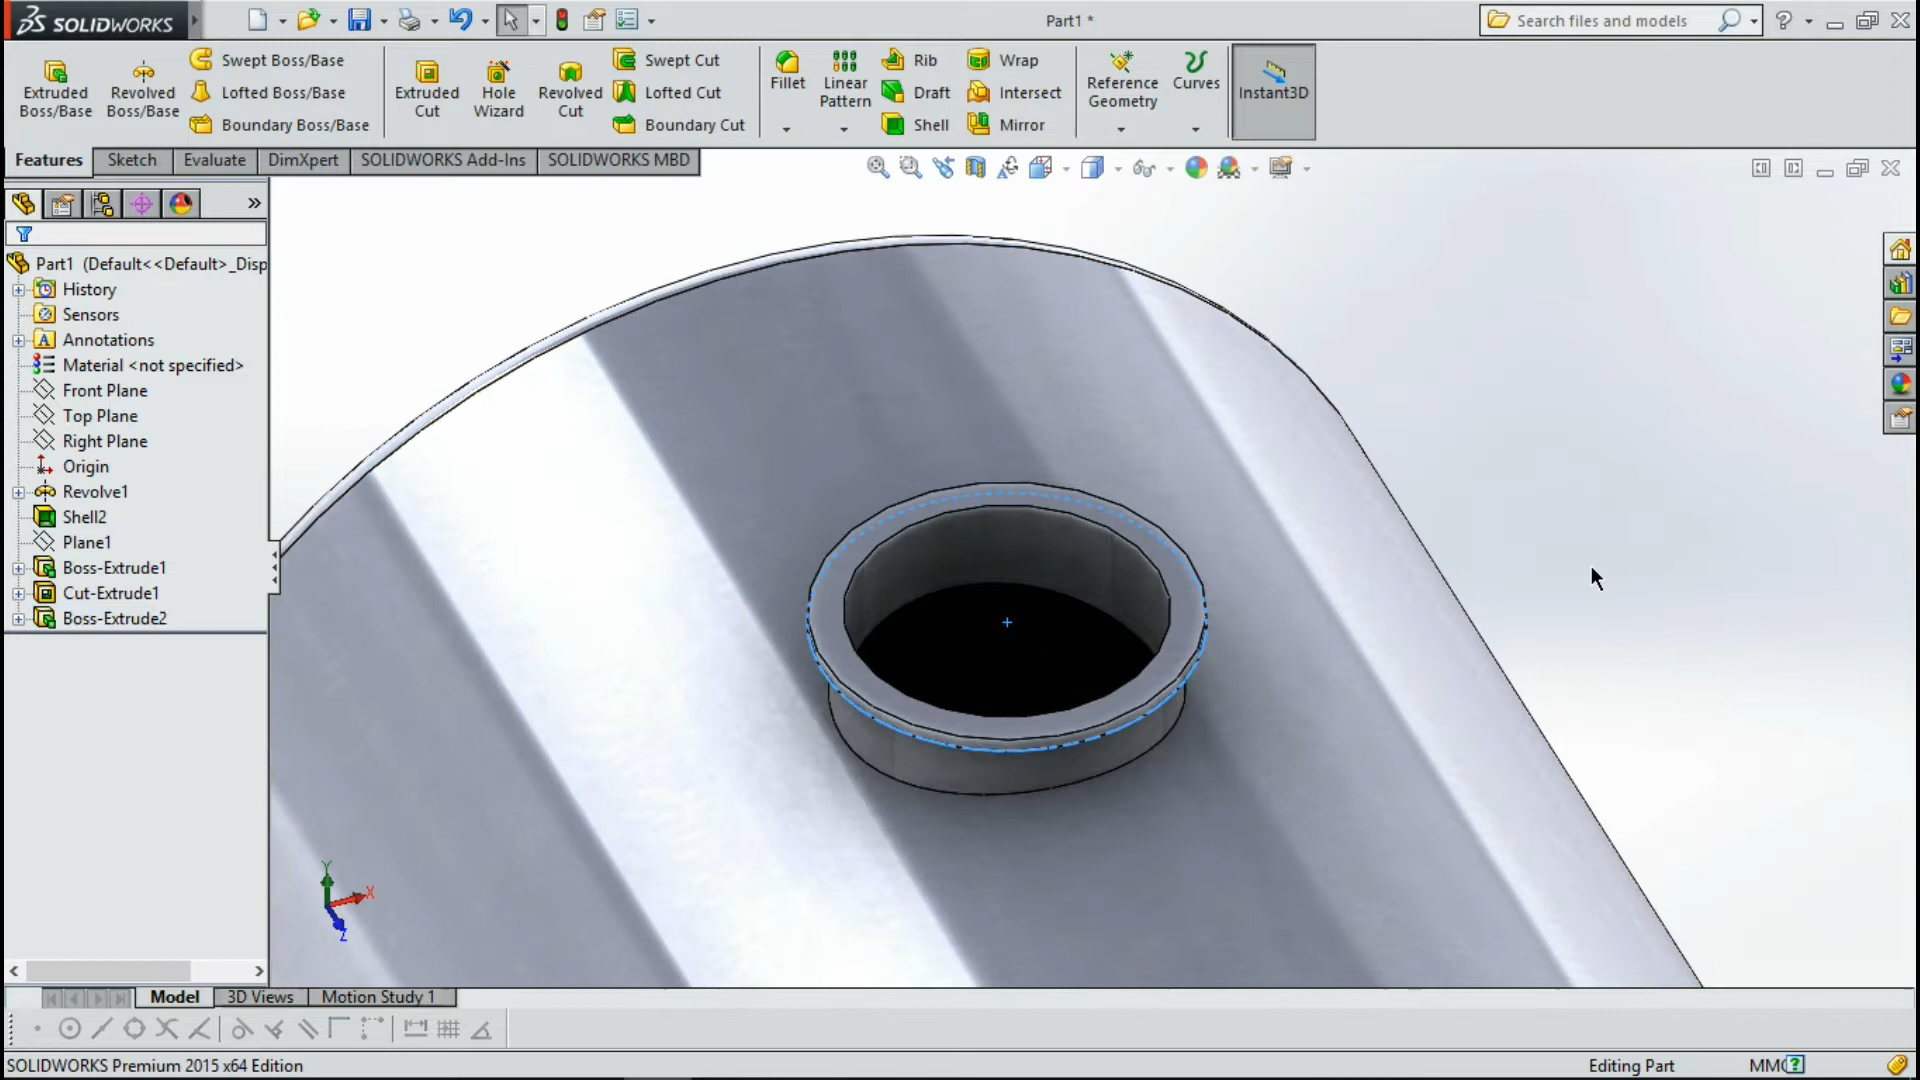 SOLIDWORKS
Part1 *
Search files and models
Extruded Boss/Base
Revolved Boss/Base
Swept Boss/Base
Lofted Boss/Base
Boundary Boss/Base
Extruded Cut
Hole Wizard
Revolved Cut
Swept Cut
Lofted Cut
Boundary Cut
Fillet
Linear Pattern
Rib
Draft
Shell
Wrap
Intersect
Mirror
Reference Geometry
Curves
Instant3D
Features
Sketch
Evaluate
DimXpert
SOLIDWORKS Add-Ins
SOLIDWORKS MBD
Part1 (Default<<Default>_Disp
History
Sensors
Annotations
Material <not specified>
Front Plane
Top Plane
Right Plane
Origin
Revolve1
Shell2
Plane1
Boss-Extrude1
Cut-Extrude1
Boss-Extrude2
Y
X
Z
Model
3D Views
Motion Study 1
SOLIDWORKS Premium 2015 x64 Edition
Editing Part